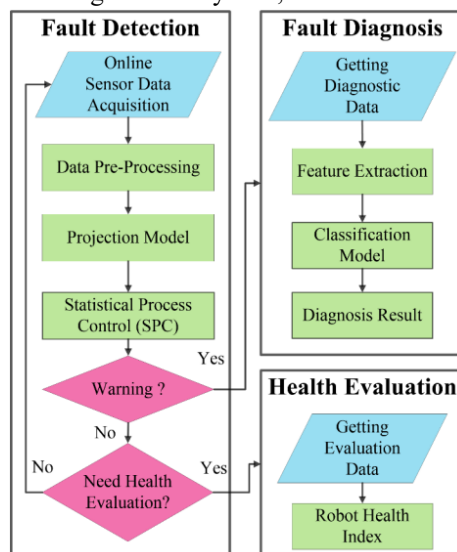 Fault Detection
Online
Sensor Data
Acquisition
Data Pre-Processing
Projection Model
Statistical Process
Control (SPC)
Warning ?
Yes
No
Need Health
Evaluation?
No
Yes
Fault Diagnosis
Getting
Diagnostic
Data
Feature Extraction
Classification
Model
Diagnosis Result
Health Evaluation
Getting
Evaluation
Data
Robot Health
Index